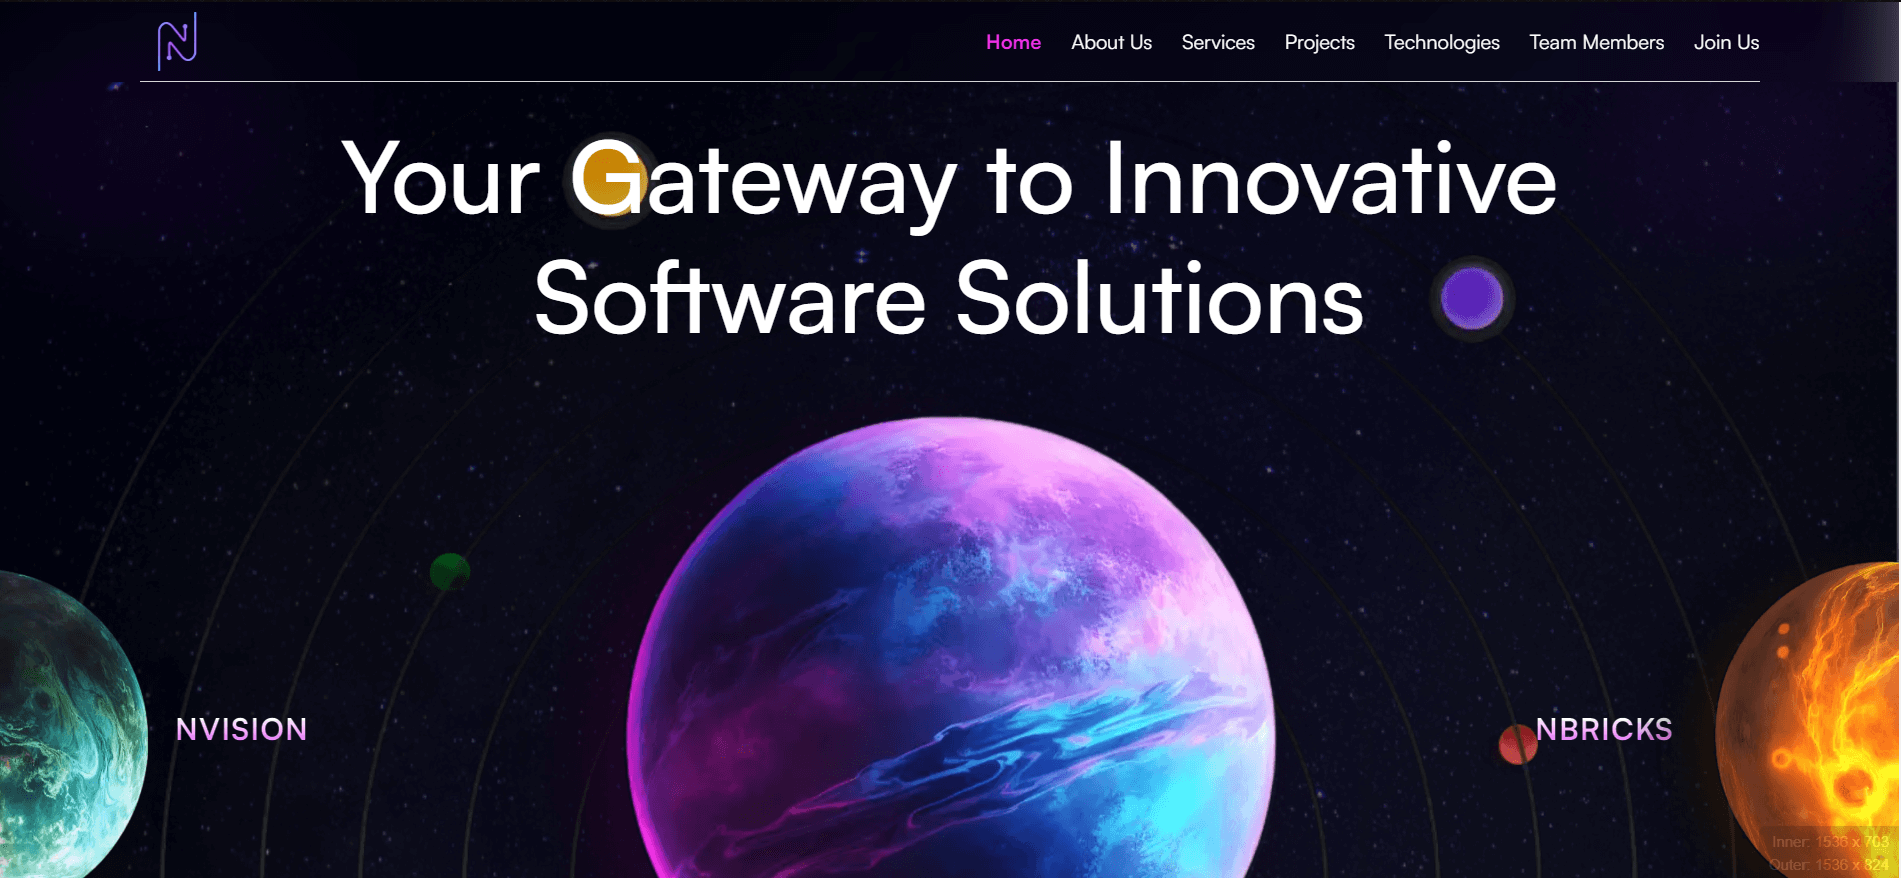 Home About Us Services Projects Technologies Team Members Join Us
Your Gateway to Innovative
Software Solutions
NVISION
NBRICKS
Inner: 1536 x 703
Outer: 1536 x 824